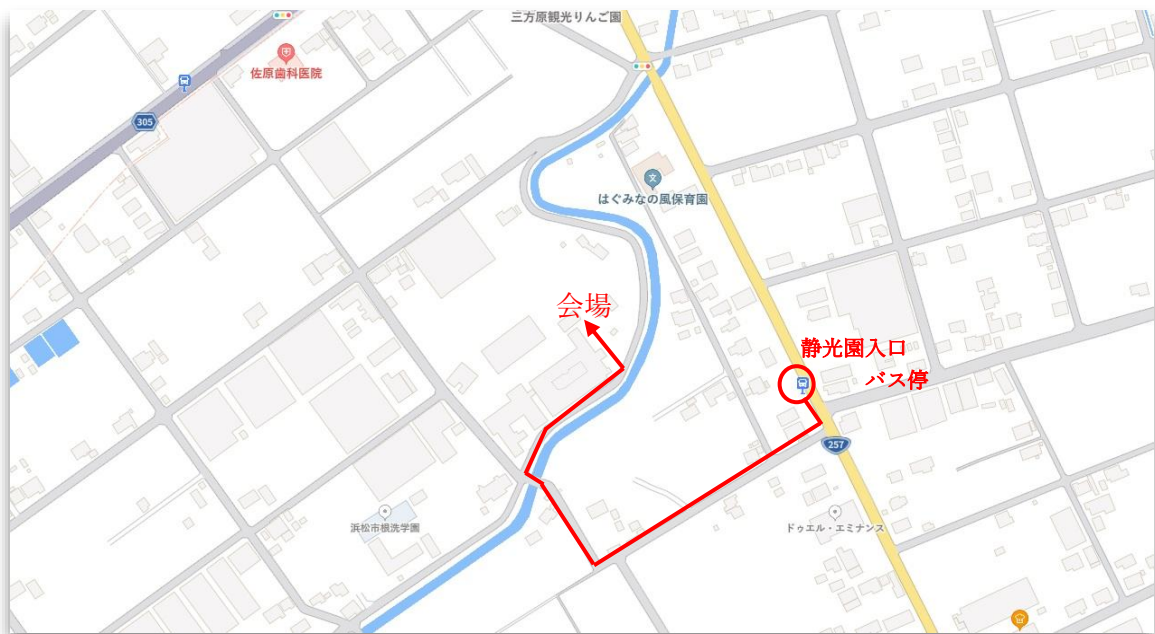 三方原観光りんご園
佐原歯科医院
305
はぐみなの風保育園
会場
静光園入口
バス停
257
浜松市根洗学園
ドゥエル・エミナンス